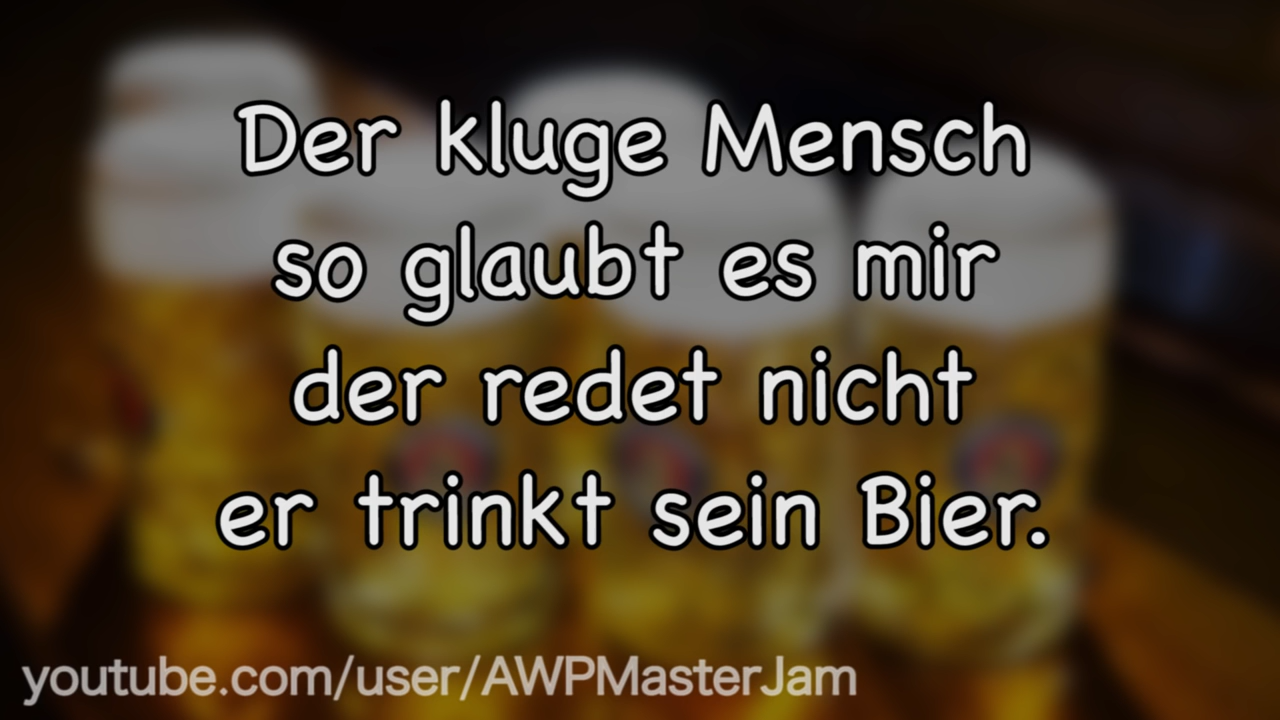 Der kluge Mensch
so glaubt es mir
der redet nicht
er trinkt sein Bier.
youtube.com/user/AWPMasterJam